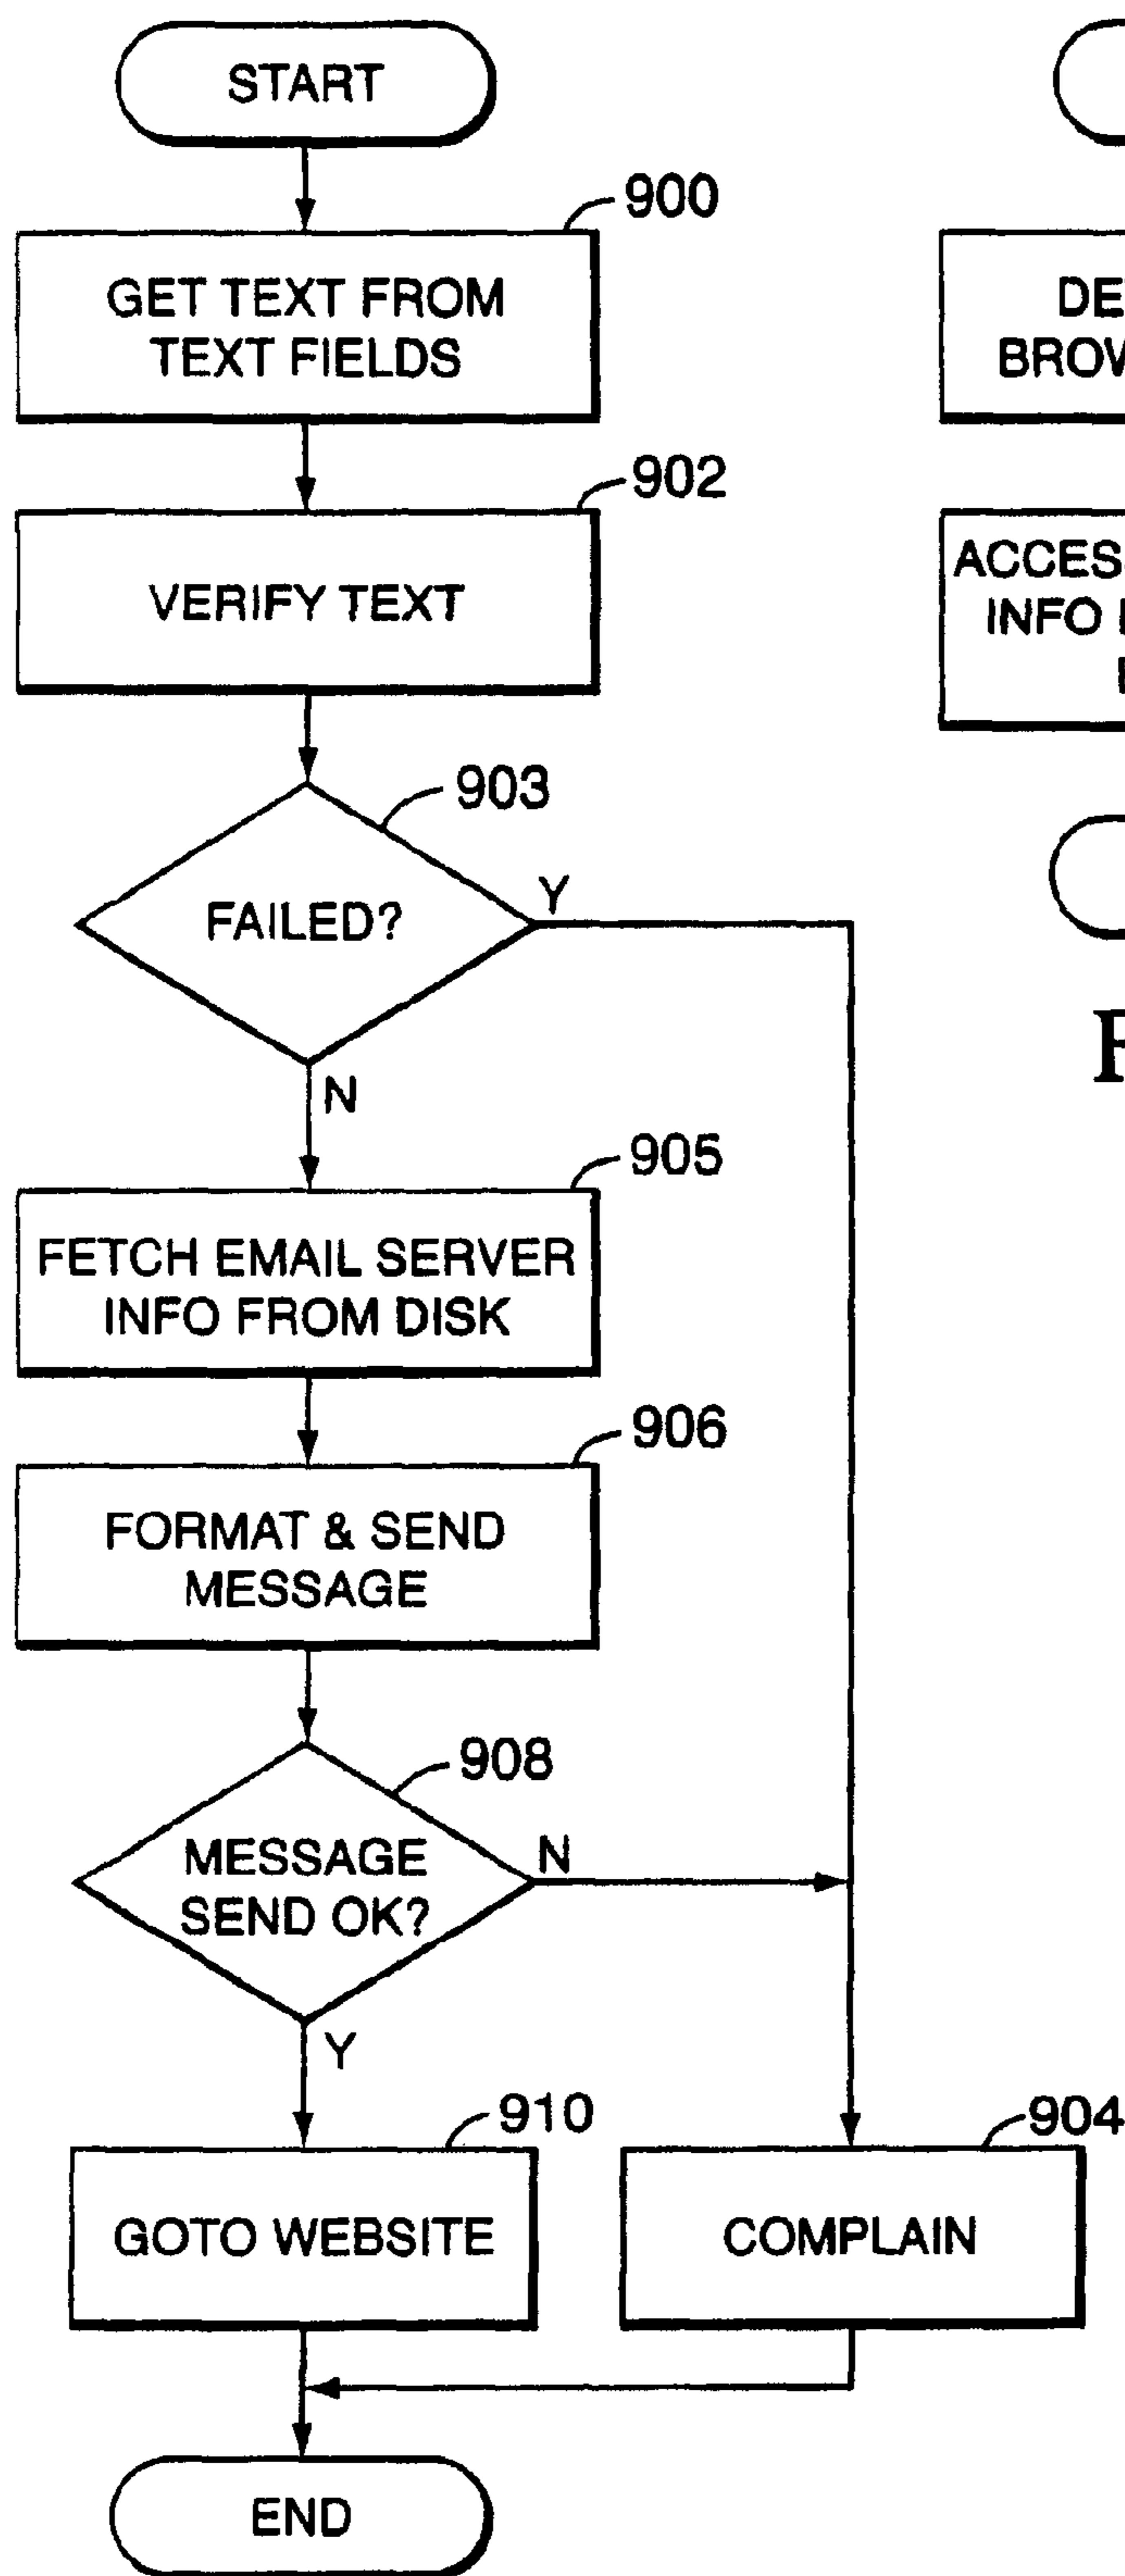 START
900
GET TEXT FROM
TEXT FIELDS
902
VERIFY TEXT
903
FAILED?
Y
N
905
FETCH EMAIL SERVER
INFO FROM DISK
906
FORMAT & SEND
MESSAGE
908
MESSAGE
SEND OK?
N
Y
910
GOTO WEBSITE
904
COMPLAIN
END
INFO